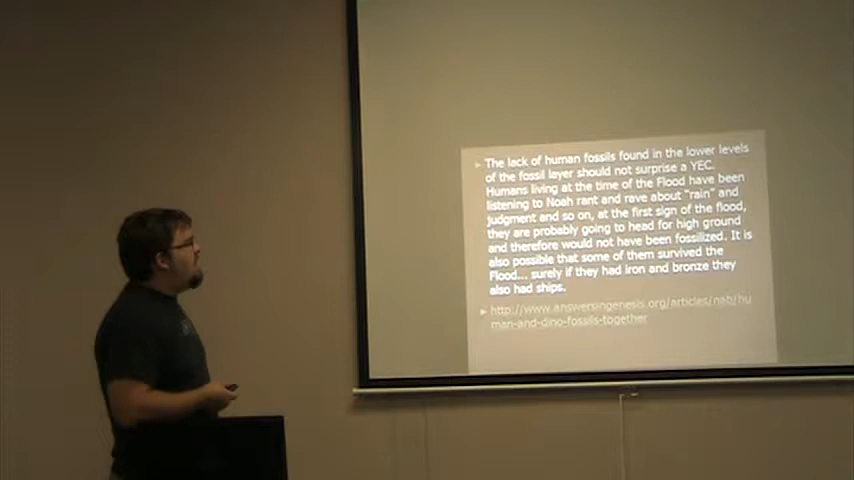 The lack of human fossils found in the lower levels
of the fossil layer should not surprise a YEC.
Humans living at the time of the Flood have been
listening to Noah rant and rave about "rain" and
judgment and so on, at the first sign of the flood,
they are probably going to head for high ground
and therefore would not have been fossilized. It is
also possible that some of them survived the
Flood... surely if they had iron and bronze they
also had ships.
http://www.answersingenesis.org/articles/nab/hu
man-and-dino-fossils-together